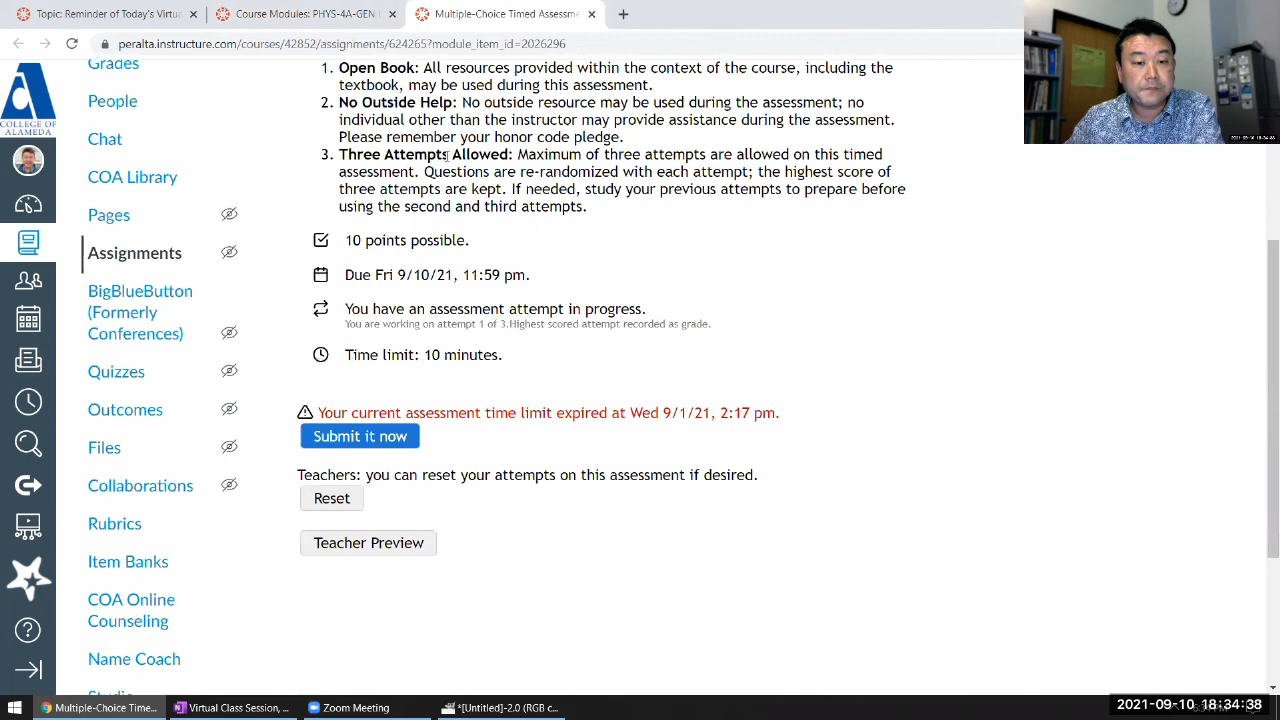 Topic: Reminder of Today's Virtu
Course Modules: PHYS-4A-GEN
Multiple-Choice Timed Assessme
peralta.instructure.com/courses/42852/assignments/624265?module_item_id=2026296
COLLEGE OF
ALAMEDA
Grades
People
Chat
COA Library
Pages
Assignments
BigBlueButton
(Formerly
Conferences)
Quizzes
Outcomes
Files
Collaborations
Rubrics
Item Banks
COA Online
Counseling
Name Coach
1. Open Book: All resources provided within the context of the course, including the
textbook, may be used during this assessment.
2. No Outside Help: No outside resource may be used during the assessment; no
individual other than the instructor may provide assistance during the assessment.
Please remember your honor code pledge.
3. Three Attempts Allowed: Maximum of three attempts are allowed on this timed
assessment. Questions are re-randomized with each attempt; the highest score of
three attempts are kept. If needed, study your previous attempts to prepare before
using the second and third attempts.
10 points possible.
Due Fri 9/10/21, 11:59 pm.
You have an assessment attempt in progress.
You are working on attempt 1 of 3.Highest scored attempt recorded as grade.
Time limit: 10 minutes.
Your current assessment time limit expired at Wed 9/1/21, 2:17 pm.
Submit it now
Teachers: you can reset your attempts on this assessment if desired.
Reset
Teacher Preview
2021-09-10 18:34:38
Multiple-Choice Time...
Virtual Class Session, ...
Zoom Meeting
*[Untitled]-2.0 (RGB c...
2021-09-10 18:34:38